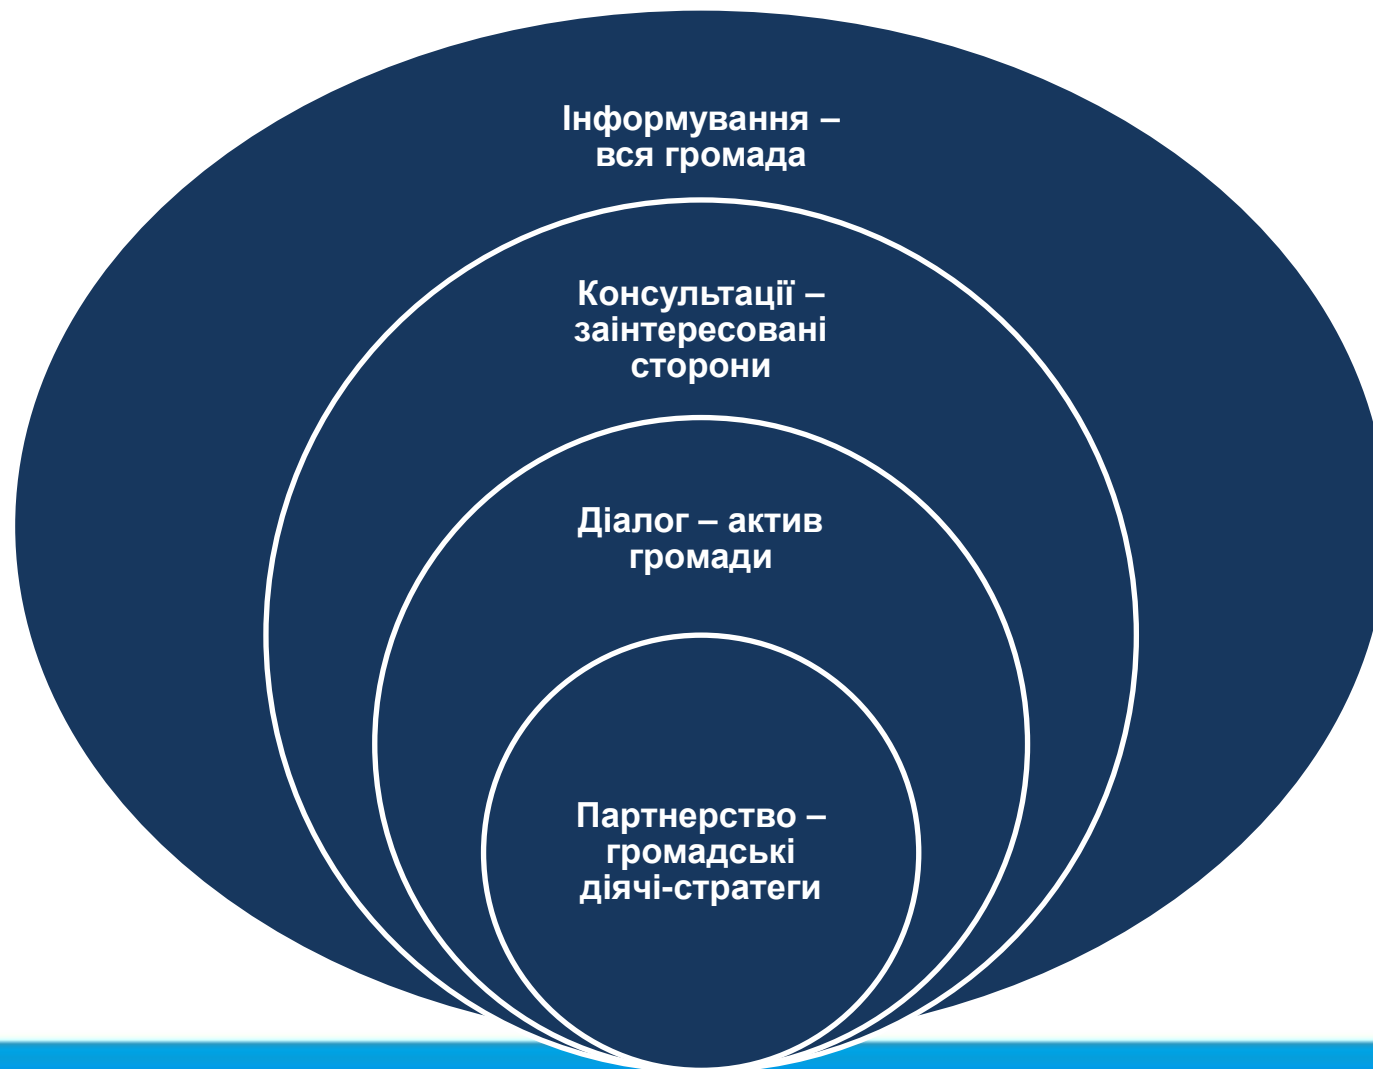 Інформування –
вся громада
Консультації –
заінтересовані
сторони
Діалог – актив
громади
Партнерство –
громадські
діячі-стратеги